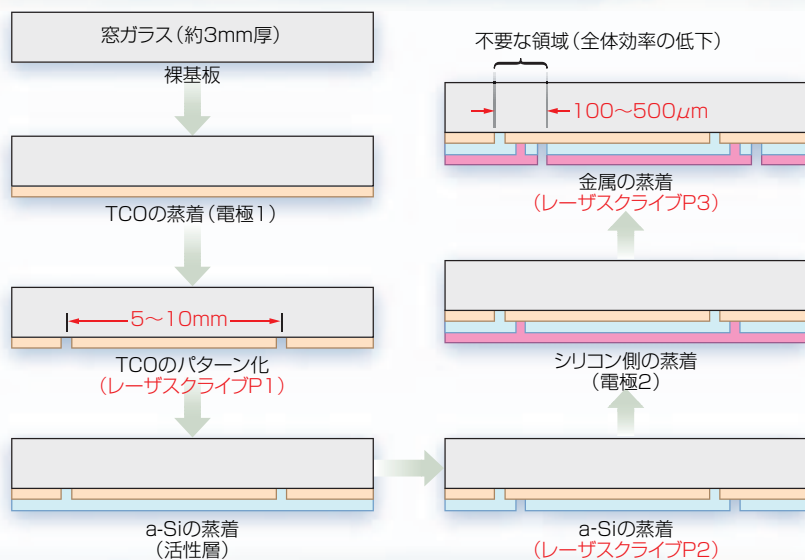 窓ガラス(約3mm厚)
裸基板
TCOの蒸着(電極1)
5〜10mm
TCOのパターン化
(レーザスクライブP1)
a-Siの蒸着
(活性層)
a-Siの蒸着
(レーザスクライブP2)
シリコン側の蒸着
(電極2)
不要な領域(全体効率の低下)
100〜500μm
金属の蒸着
(レーザスクライブP3)